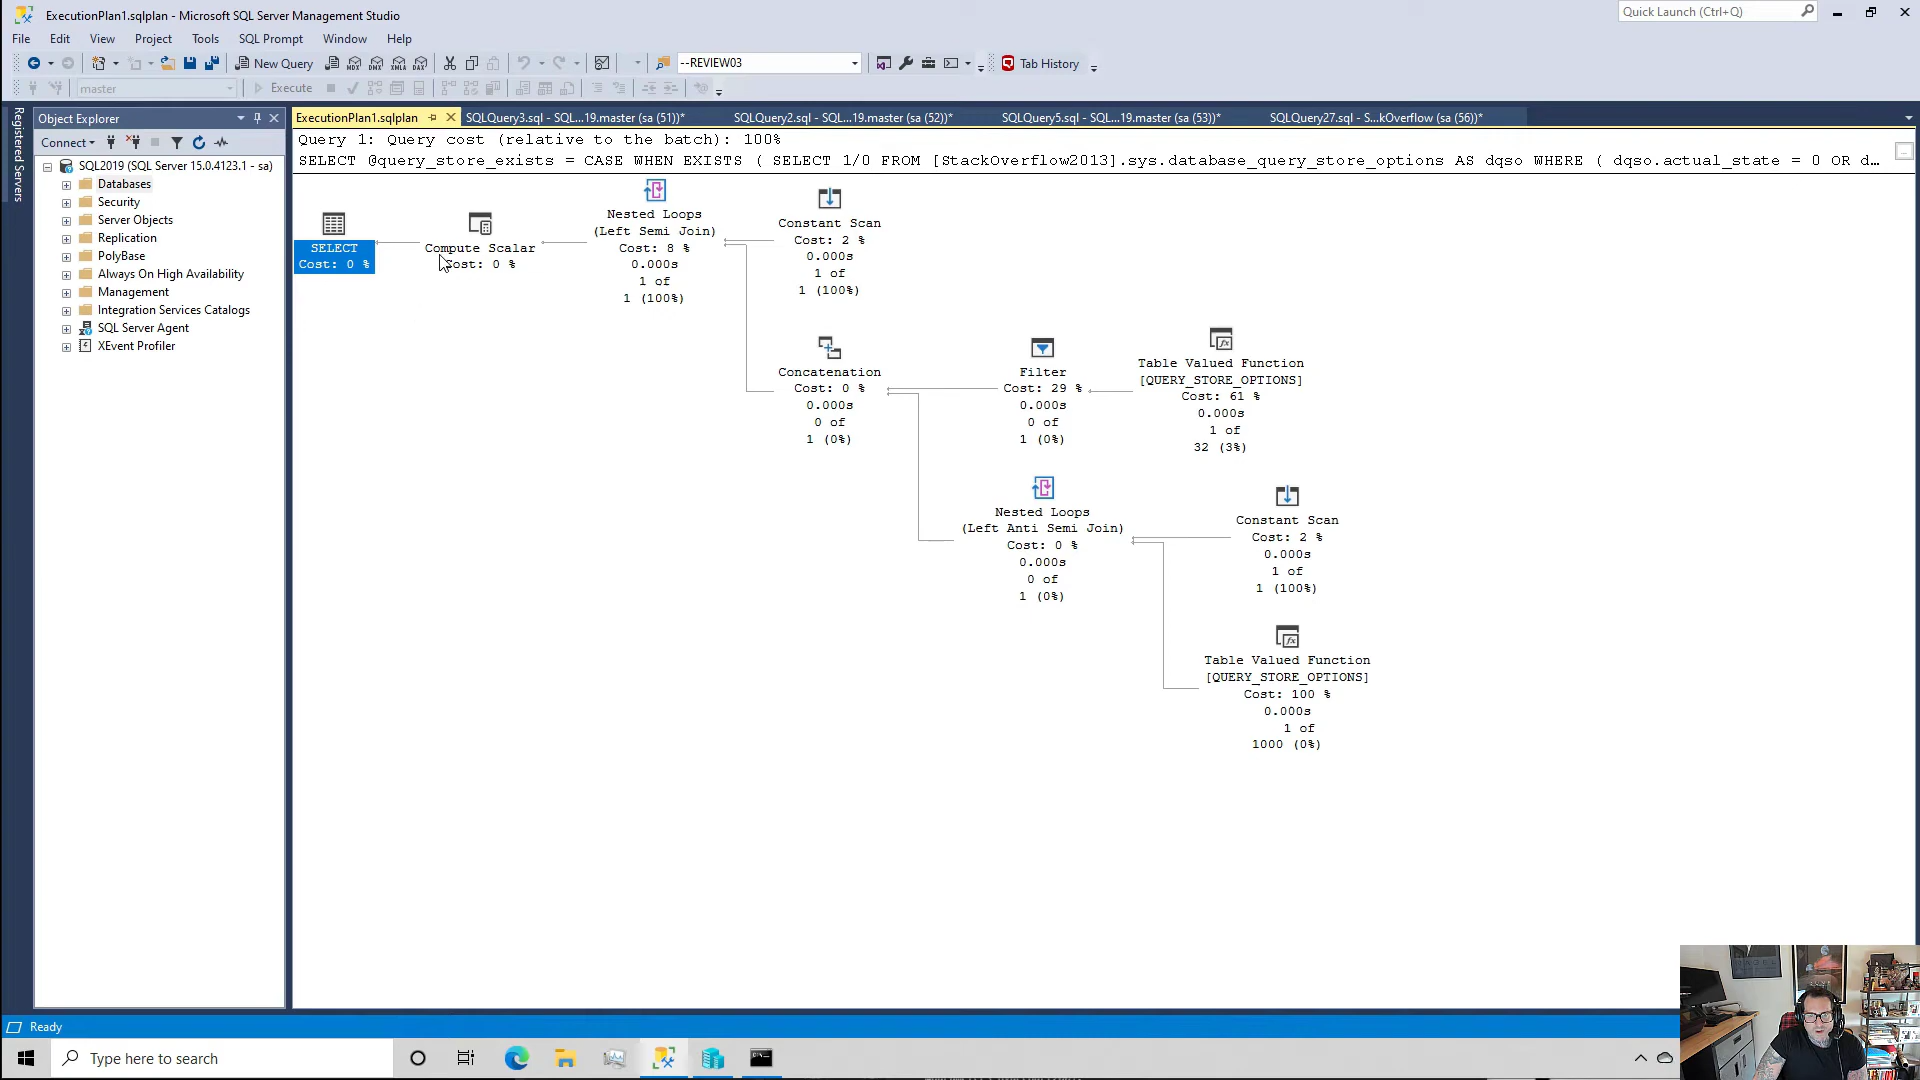 ExecutionPlan1.sqlplan - Microsoft SQL Server Management Studio
Quick Launch (Ctrl+Q)
File Edit View Project Tools SQL Prompt Window Help
New Query
--REVIEW03
Tab History
master
Execute
Registered Servers
Object Explorer
Connect
SQL2019 (SQL Server 15.0.4123.1 - sa)
Databases
Security
Server Objects
Replication
PolyBase
Always On High Availability
Management
Integration Services Catalogs
SQL Server Agent
XEvent Profiler
ExecutionPlan1.sqlplan
SQLQuery3.sql - SQL...19.master (sa (51))*
SQLQuery2.sql - SQL...19.master (sa (52))*
SQLQuery5.sql - SQL...19.master (sa (53))*
SQLQuery27.sql - S...kOverflow (sa (56))*
Query 1: Query cost (relative to the batch): 100%
SELECT @query_store_exists = CASE WHEN EXISTS ( SELECT 1/0 FROM [StackOverflow2013].sys.database_query_store_options AS dqso WHERE ( dqso.actual_state = 0 OR d...
SELECT
Cost: 0 %
Compute Scalar
Cost: 0 %
Nested Loops
(Left Semi Join)
Cost: 8 %
0.000s
1 of
1 (100%)
Constant Scan
Cost: 2 %
0.000s
1 of
1 (100%)
Concatenation
Cost: 0 %
0.000s
0 of
1 (0%)
Filter
Cost: 29 %
0.000s
0 of
1 (0%)
Table Valued Function
[QUERY_STORE_OPTIONS]
Cost: 61 %
0.000s
1 of
32 (3%)
Nested Loops
(Left Anti Semi Join)
Cost: 0 %
0.000s
0 of
1 (0%)
Constant Scan
Cost: 2 %
0.000s
1 of
1 (100%)
Table Valued Function
[QUERY_STORE_OPTIONS]
Cost: 100 %
0.000s
1 of
1000 (0%)
Ready
Type here to search